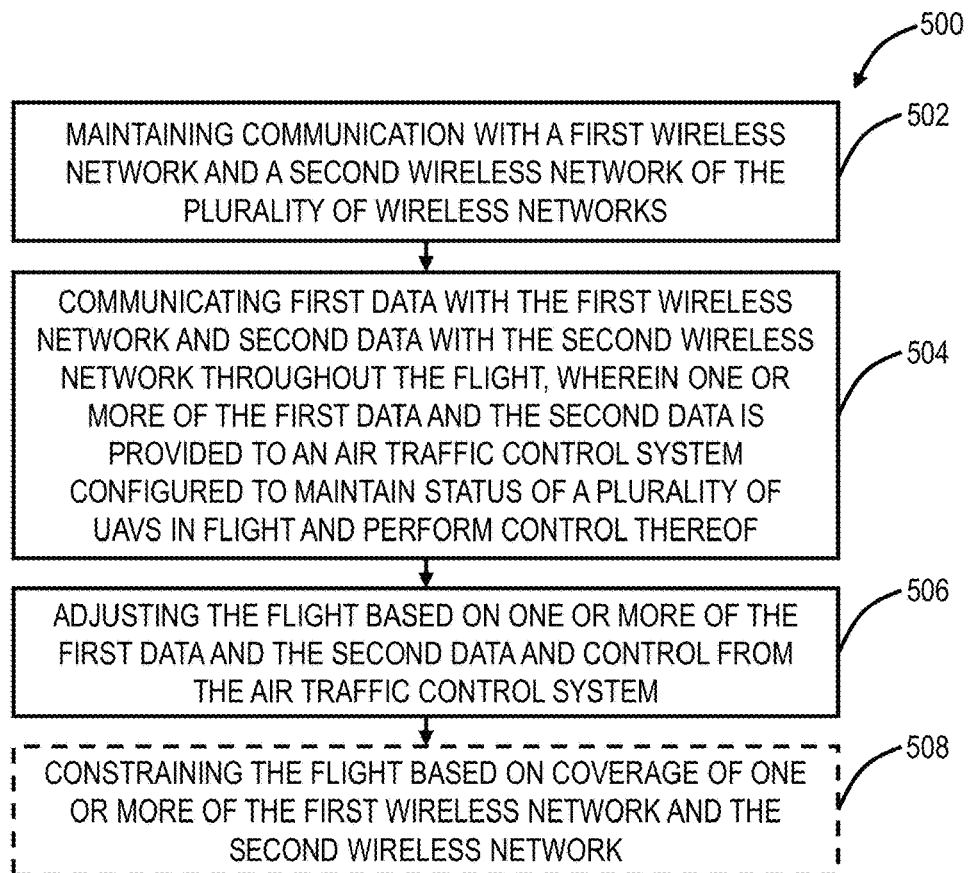 500
502
MAINTAINING COMMUNICATION WITH A FIRST WIRELESS
NETWORK AND A SECOND WIRELESS NETWORK OF THE
PLURALITY OF WIRELESS NETWORKS
COMMUNICATING FIRST DATA WITH THE FIRST WIRELESS
NETWORK AND SECOND DATA WITH THE SECOND WIRELESS
NETWORK THROUGHOUT THE FLIGHT, WHEREIN ONE OR
MORE OF THE FIRST DATA AND THE SECOND DATA IS
PROVIDED TO AN AIR TRAFFIC CONTROL SYSTEM
CONFIGURED TO MAINTAIN STATUS OF A PLURALITY OF
UAVS IN FLIGHT AND PERFORM CONTROL THEREOF
504
ADJUSTING THE FLIGHT BASED ON ONE OR MORE OF THE
FIRST DATA AND THE SECOND DATA AND CONTROL FROM
THE AIR TRAFFIC CONTROL SYSTEM
506
CONSTRAINING THE FLIGHT BASED ON COVERAGE OF ONE
OR MORE OF THE FIRST WIRELESS NETWORK AND THE
SECOND WIRELESS NETWORK
508